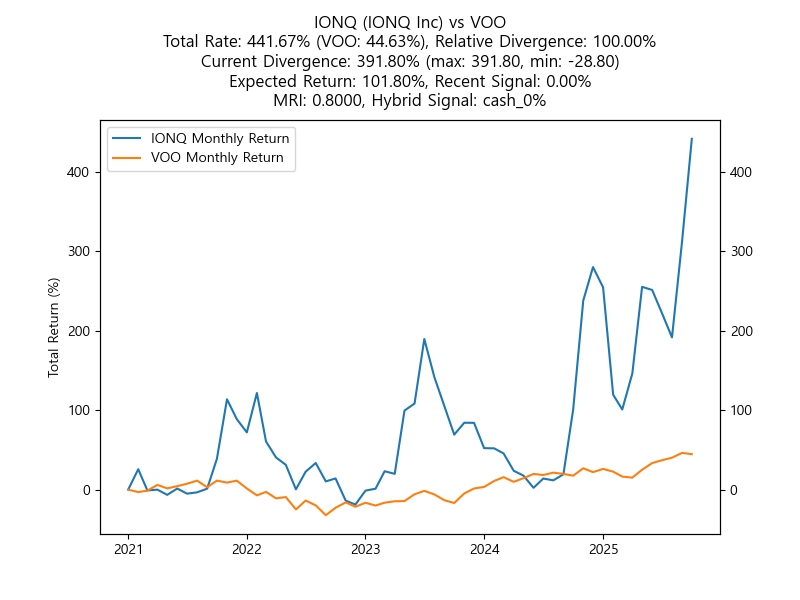 IONQ (IONQ Inc) vs VOO
Total Rate: 441.67% (VOO: 44.63%), Relative Divergence: 100.00%
Current Divergence: 391.80% (max: 391.80, min: -28.80)
Expected Return: 101.80%, Recent Signal: 0.00%
MRI: 0.8000, Hybrid Signal: cash_0%
IONQ Monthly Return
VOO Monthly Return
Total Return (%)
400
300
200
100
0
400
300
200
100
0
2021
2022
2023
2024
2025